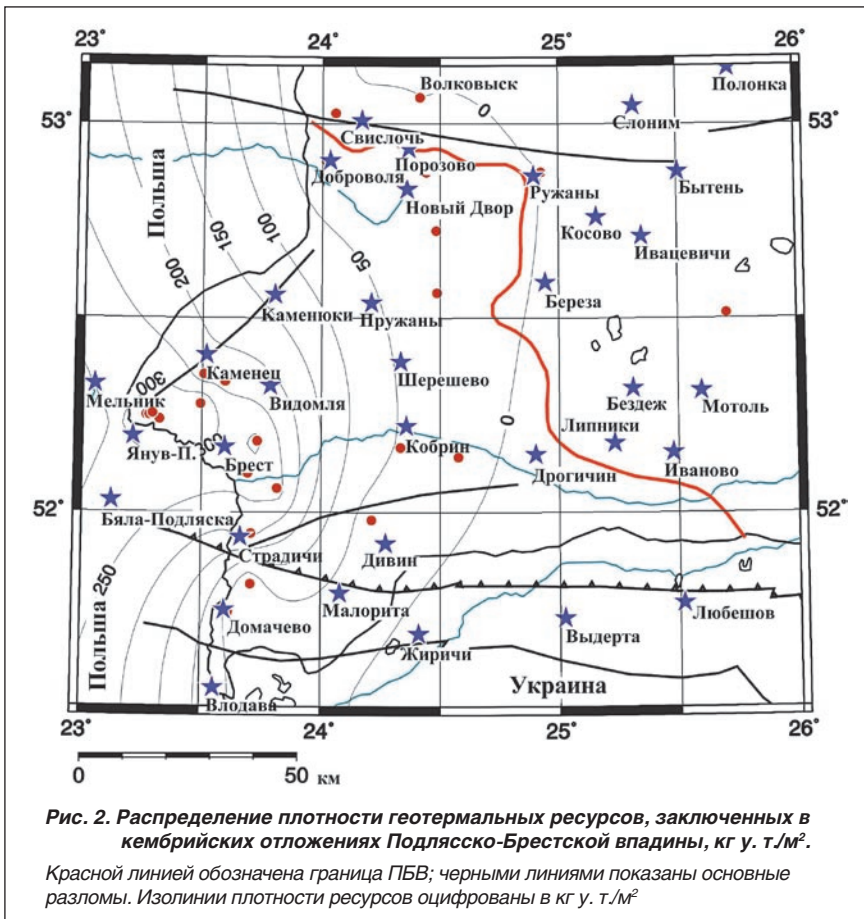 23° 24° 25° 26°
Волковыск
Полонка
0
53° 53°
Слоним
Свислочь
Порозово
Доброволя
Бытень
Ружаны
Новый Двор
Польша
Косово
100
Ивацевичи
150
50
200
Береза
Каменюки
Пружаны
Каменец
Шерешево
300
Мельник
Видомля
Бездеж
Мотоль
0
Липники
Янув-П.
Брест
Кобрин
Дрогичин
Иваново
52° 52°
Бяла-Подляска
Страдичи
Дивин
250
Малорита
Любешов
Домачево
Выдерта
Польша
Жиричи
Украина
Влодава
23° 24° 25° 26°
0 50
км
Рис. 2. Распределение плотности геотермальных ресурсов, заключенных в
кембрийских отложениях Подлясско-Брестской впадины, кг у. т./м².
Красной линией обозначена граница ПБВ; черными линиями показаны основные
разломы. Изолинии плотности ресурсов оцифрованы в кг у. т./м²